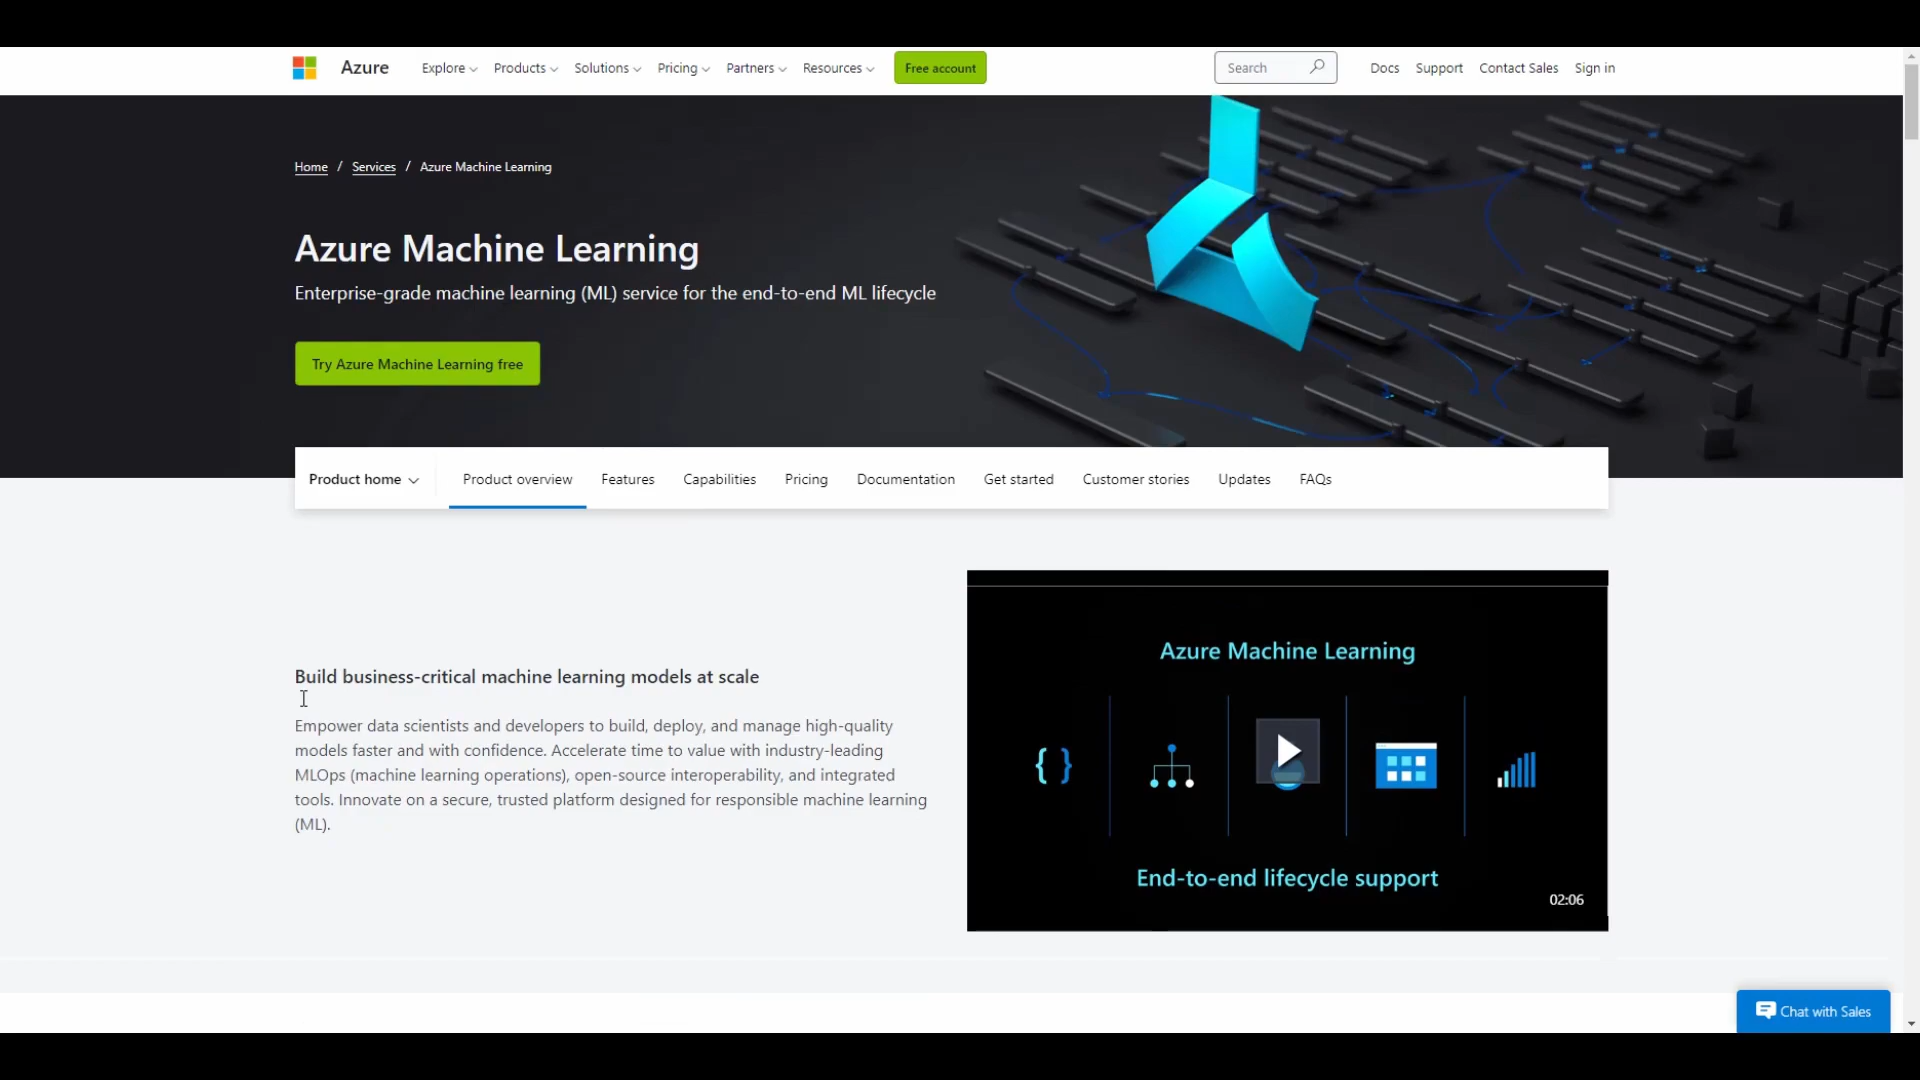 Azure Explore Products Solutions Pricing Partners Resources Free account Search Docs Support Contact Sales Sign in
Home / Services / Azure Machine Learning
Azure Machine Learning
Enterprise-grade machine learning (ML) service for the end-to-end ML lifecycle
Try Azure Machine Learning free
Product home Product overview Features Capabilities Pricing Documentation Get started Customer stories Updates FAQs
Build business-critical machine learning models at scale
Empower data scientists and developers to build, deploy, and manage high-quality
models faster and with confidence. Accelerate time to value with industry-leading
MLOps (machine learning operations), open-source interoperability, and integrated
tools. Innovate on a secure, trusted platform designed for responsible machine learning
(ML).
Azure Machine Learning
{ }
End-to-end lifecycle support
02:06
Chat with Sales